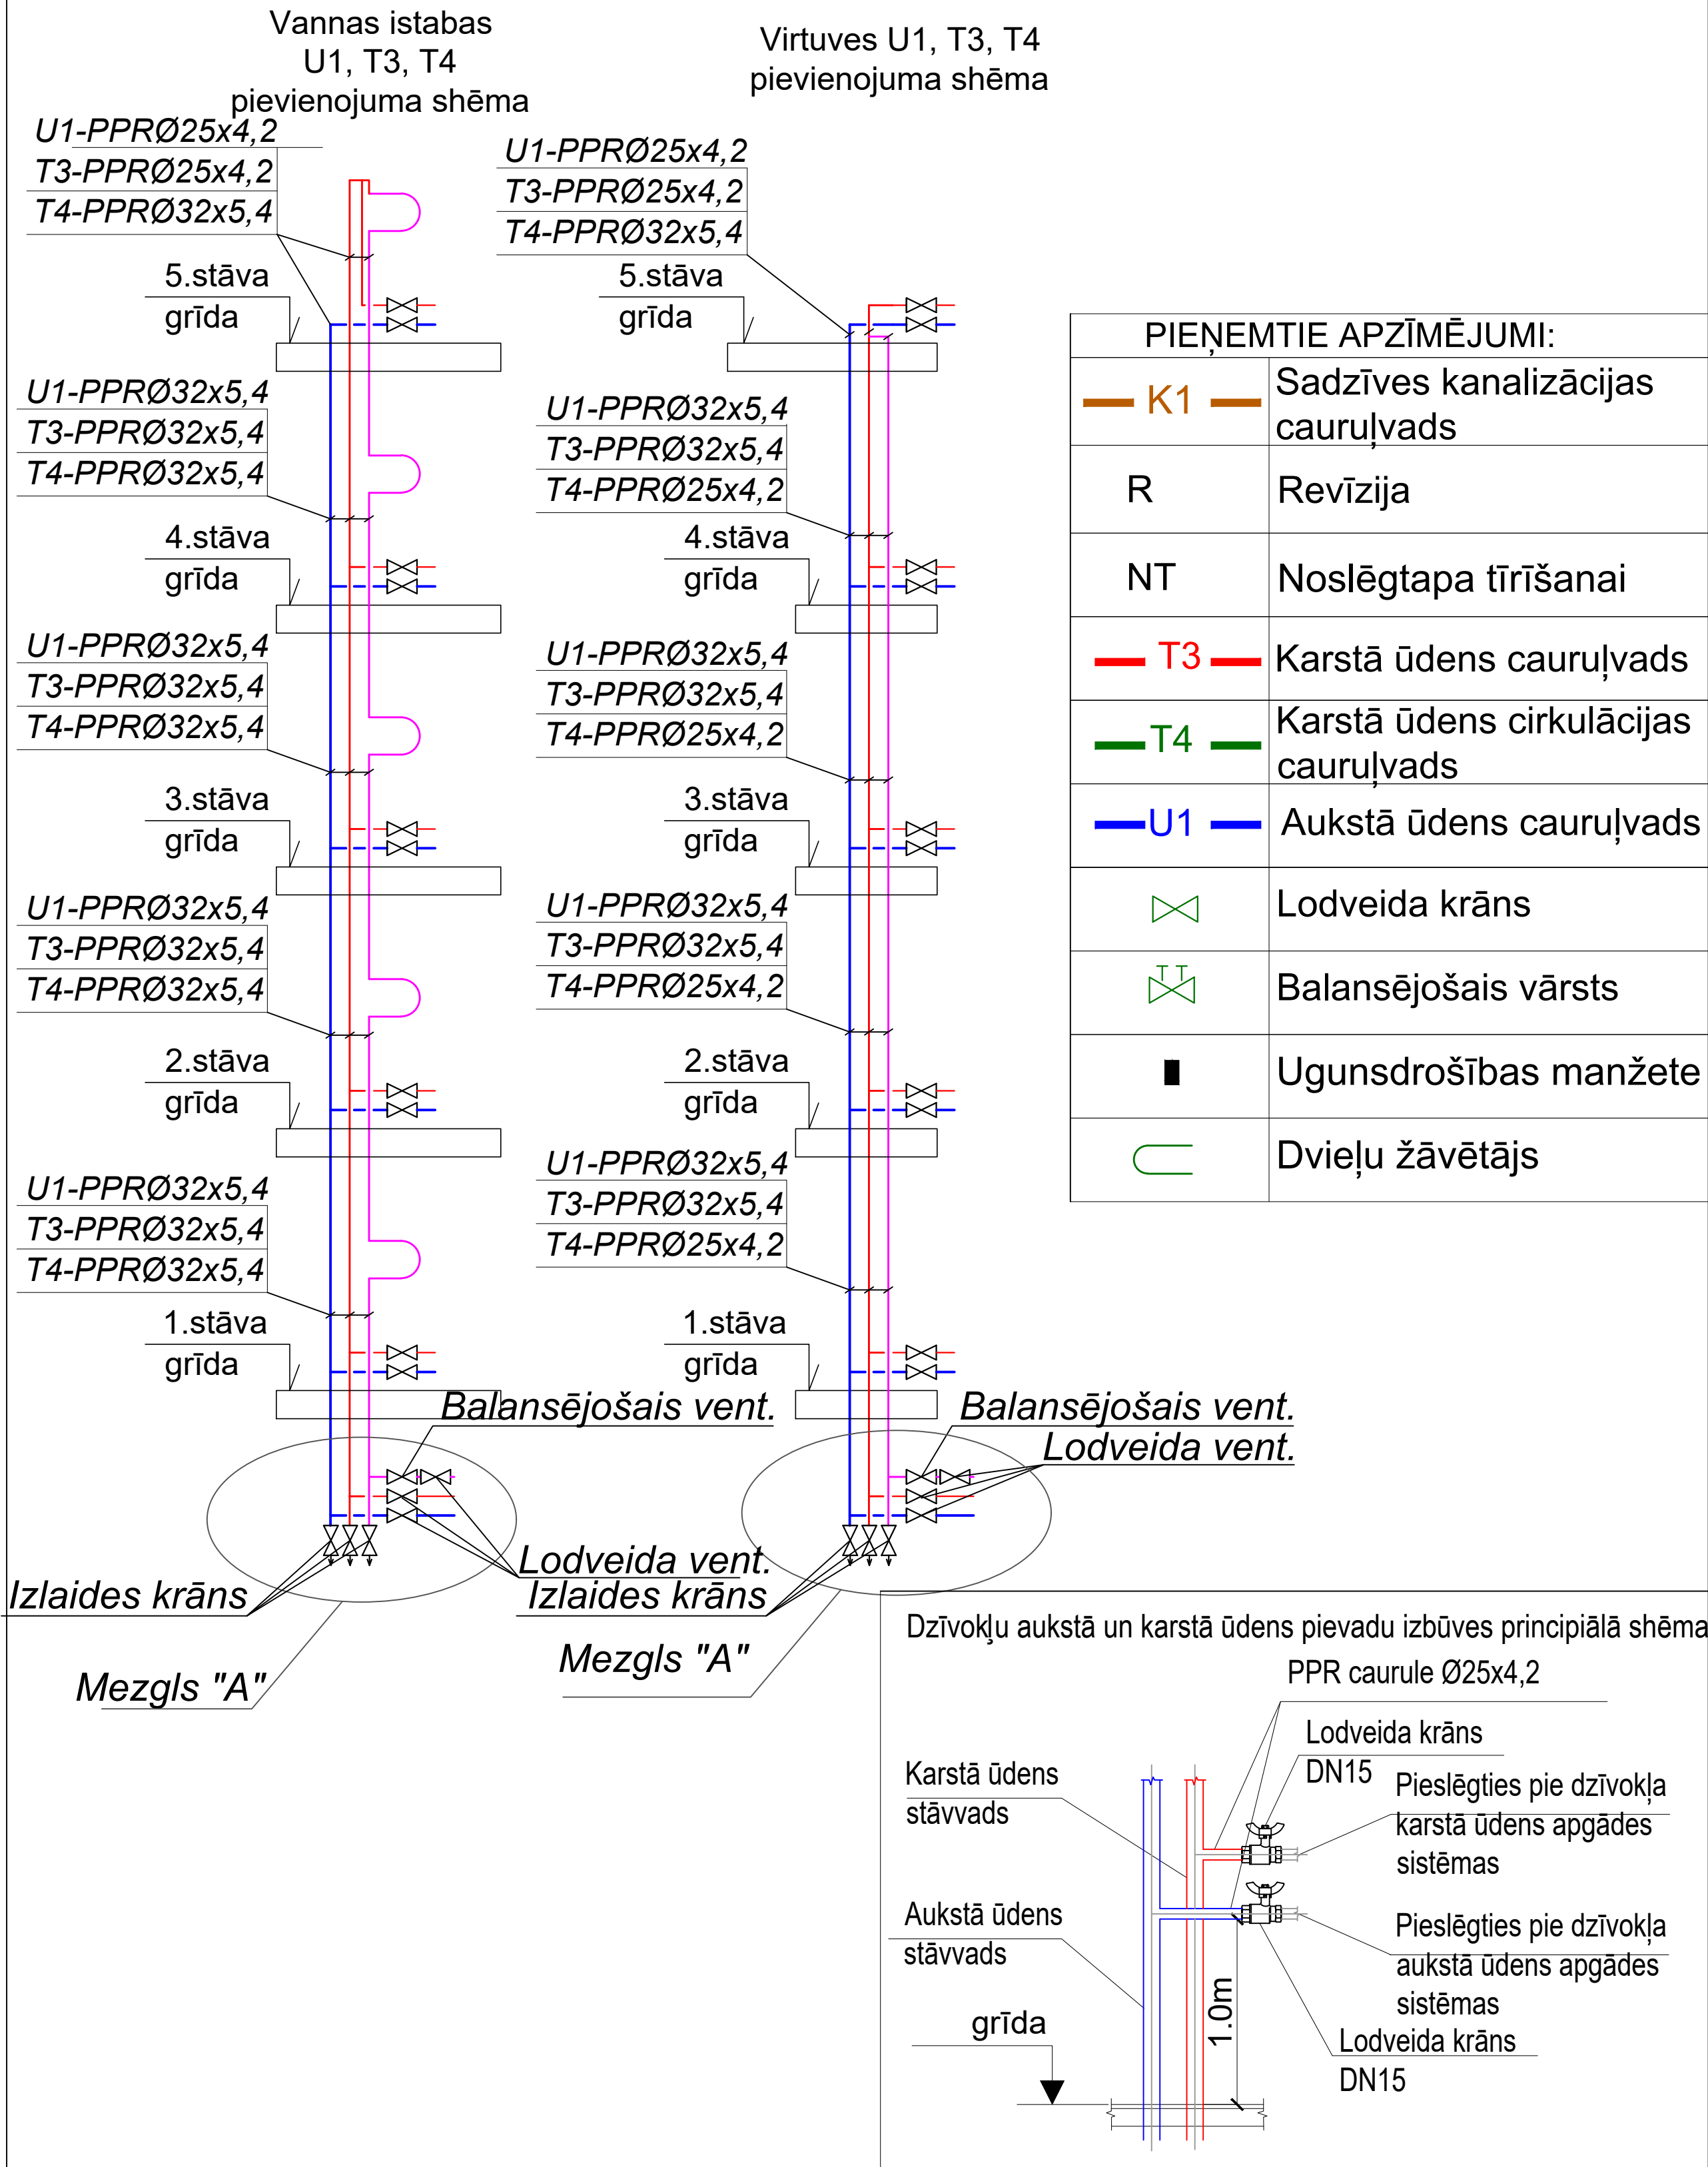 Vannas istabas
U1, T3, T4
pievienojuma shēma
U1-PPRØ25x4,2
T3-PPRØ25x4,2
T4-PPRØ32x5,4
5.stāva
grīda
U1-PPRØ32x5,4
T3-PPRØ32x5,4
T4-PPRØ32x5,4
4.stāva
grīda
U1-PPRØ32x5,4
T3-PPRØ32x5,4
T4-PPRØ32x5,4
3.stāva
grīda
U1-PPRØ32x5,4
T3-PPRØ32x5,4
T4-PPRØ32x5,4
2.stāva
grīda
U1-PPRØ32x5,4
T3-PPRØ32x5,4
T4-PPRØ32x5,4
1.stāva
grīda
Balansējošais vent.
Lodveida vent.
Izlaides krāns
Mezgls "A"
Virtuves U1, T3, T4
pievienojuma shēma
U1-PPRØ25x4,2
T3-PPRØ25x4,2
T4-PPRØ32x5,4
5.stāva
grīda
U1-PPRØ32x5,4
T3-PPRØ32x5,4
T4-PPRØ25x4,2
4.stāva
grīda
U1-PPRØ32x5,4
T3-PPRØ32x5,4
T4-PPRØ25x4,2
3.stāva
grīda
U1-PPRØ32x5,4
T3-PPRØ32x5,4
T4-PPRØ25x4,2
2.stāva
grīda
U1-PPRØ32x5,4
T3-PPRØ32x5,4
T4-PPRØ25x4,2
1.stāva
grīda
Balansējošais vent.
Lodveida vent.
Izlaides krāns
Mezgls "A"
PIEŅEMTIE APZĪMĒJUMI:
K1 Sadzīves kanalizācijas
cauruļvads
R Revīzija
NT Noslēgtapa tīrīšanai
T3 Karstā ūdens cauruļvads
T4 Karstā ūdens cirkulācijas
cauruļvads
U1 Aukstā ūdens cauruļvads
Lodveida krāns
Balansējošais vārsts
Ugunsdrošības manžete
Dvieļu žāvētājs
Dzīvokļu aukstā un karstā ūdens pievadu izbūves principiālā shēma
PPR caurule Ø25x4,2
Lodveida krāns
DN15
Karstā ūdens
stāvvads
Pieslēgties pie dzīvokļa
karstā ūdens apgādes
sistēmas
Aukstā ūdens
stāvvads
Pieslēgties pie dzīvokļa
aukstā ūdens apgādes
sistēmas
1.0m
grīda
Lodveida krāns
DN15